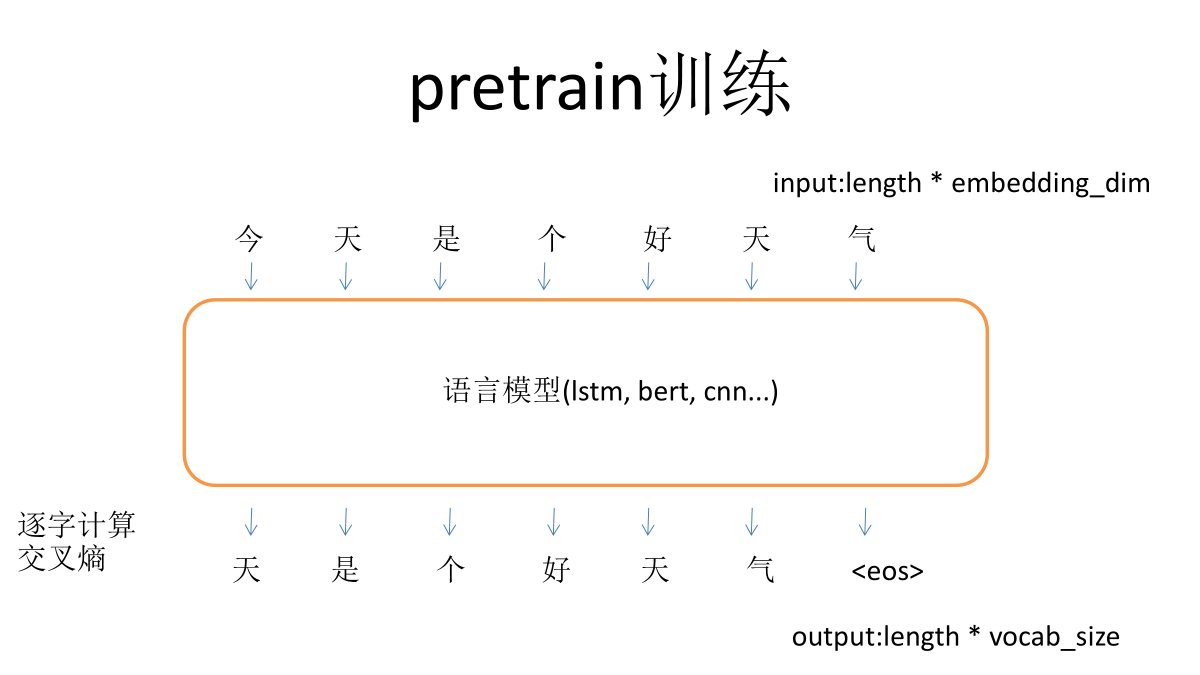 pretrain训练
input:length * embedding_dim
今 天 是 个 好 天 气
语言模型(lstm, bert, cnn...)
逐字计算
交叉熵
天 是 个 好 天 气 <eos>
output:length * vocab_size